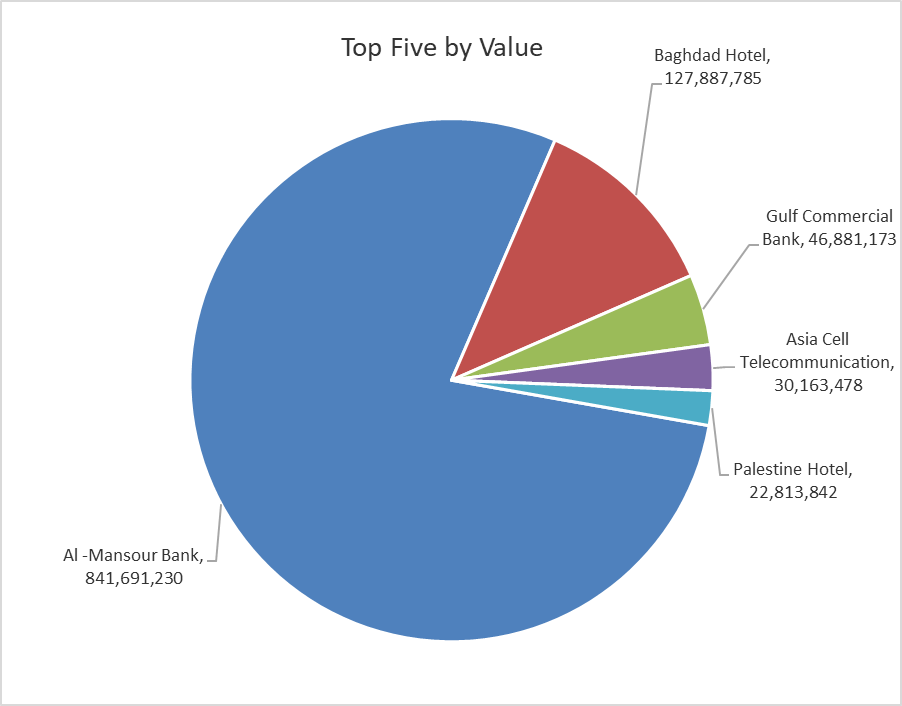 Top Five by Value
Baghdad Hotel,
127,887,785
Gulf Commercial
Bank, 46,881,173
Asia Cell
Telecommunication,
30,163,478
Palestine Hotel,
22,813,842
Al -Mansour Bank,
841,691,230